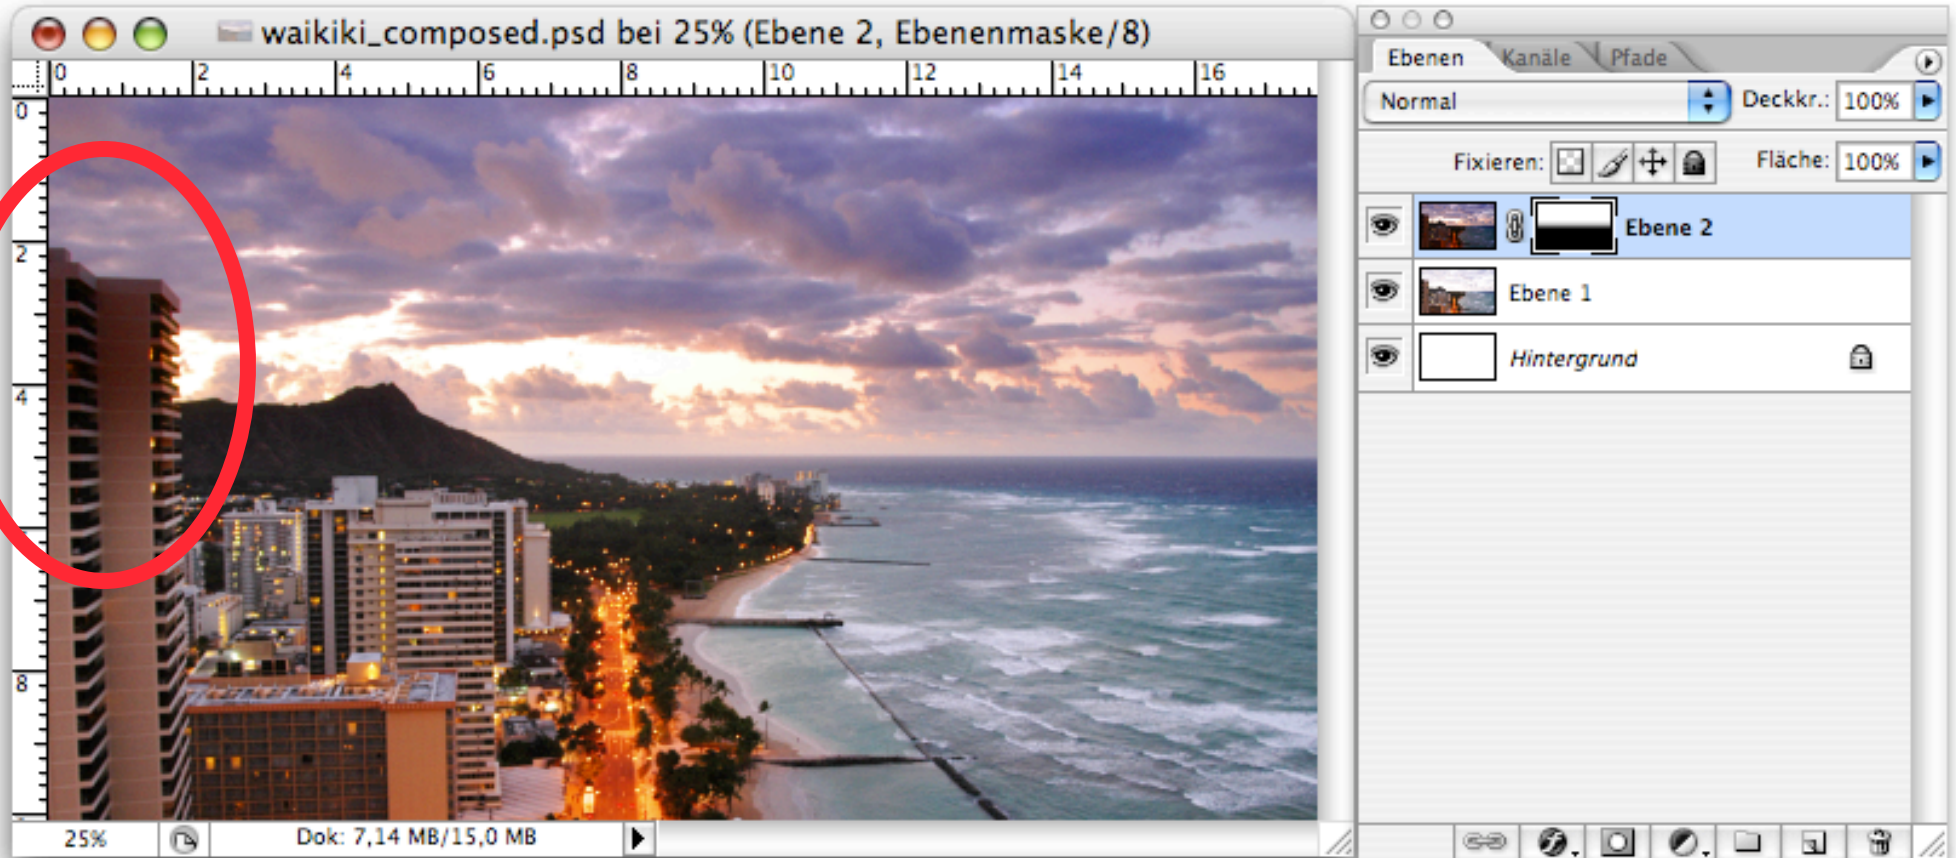 waikiki_composed.psd bei 25% (Ebene 2, Ebenenmaske/8)
0 2 4 6 8 10 12 14 16
0
2
4
8
25% Dok: 7,14 MB/15,0 MB
Ebenen Kanäle Pfade
Normal Deckkr.: 100%
Fixieren: Fläche: 100%
Ebene 2
Ebene 1
Hintergrund